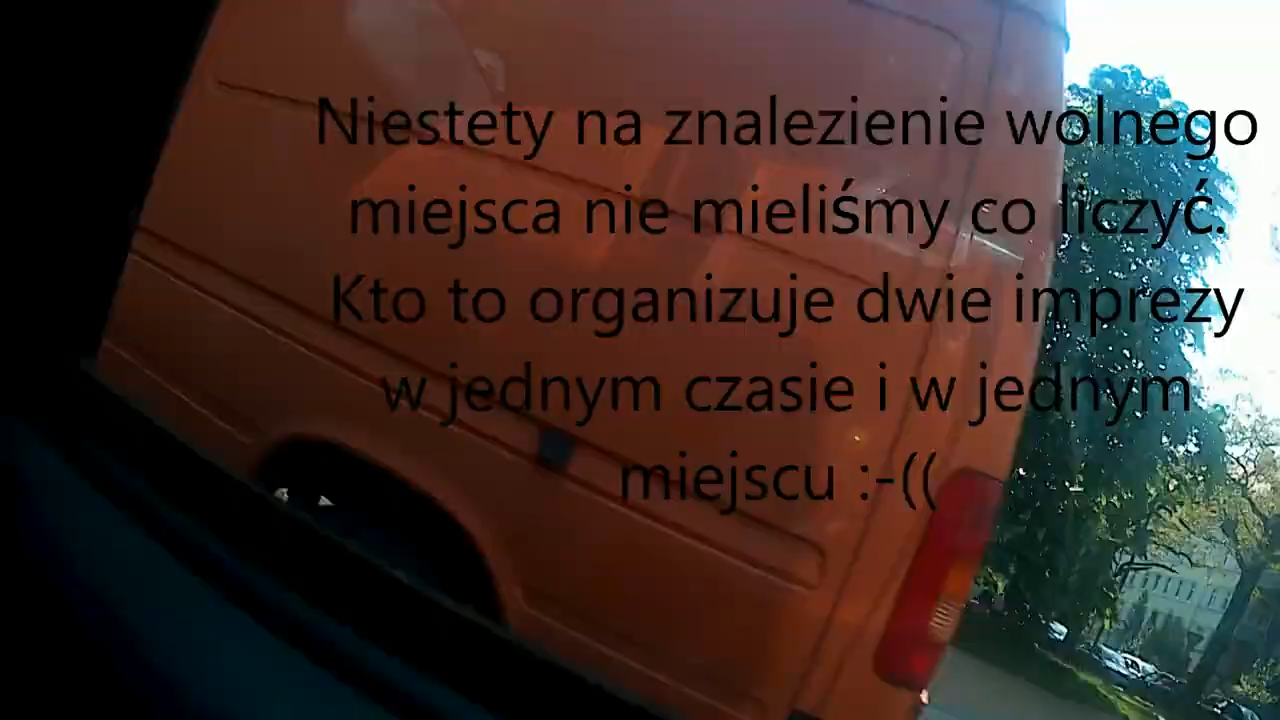 Niestety na znalezienie wolnego
miejsca nie mieliśmy co liczyć.
Kto to organizuje dwie imprezy
w jednym czasie i w jednym
miejscu :-((